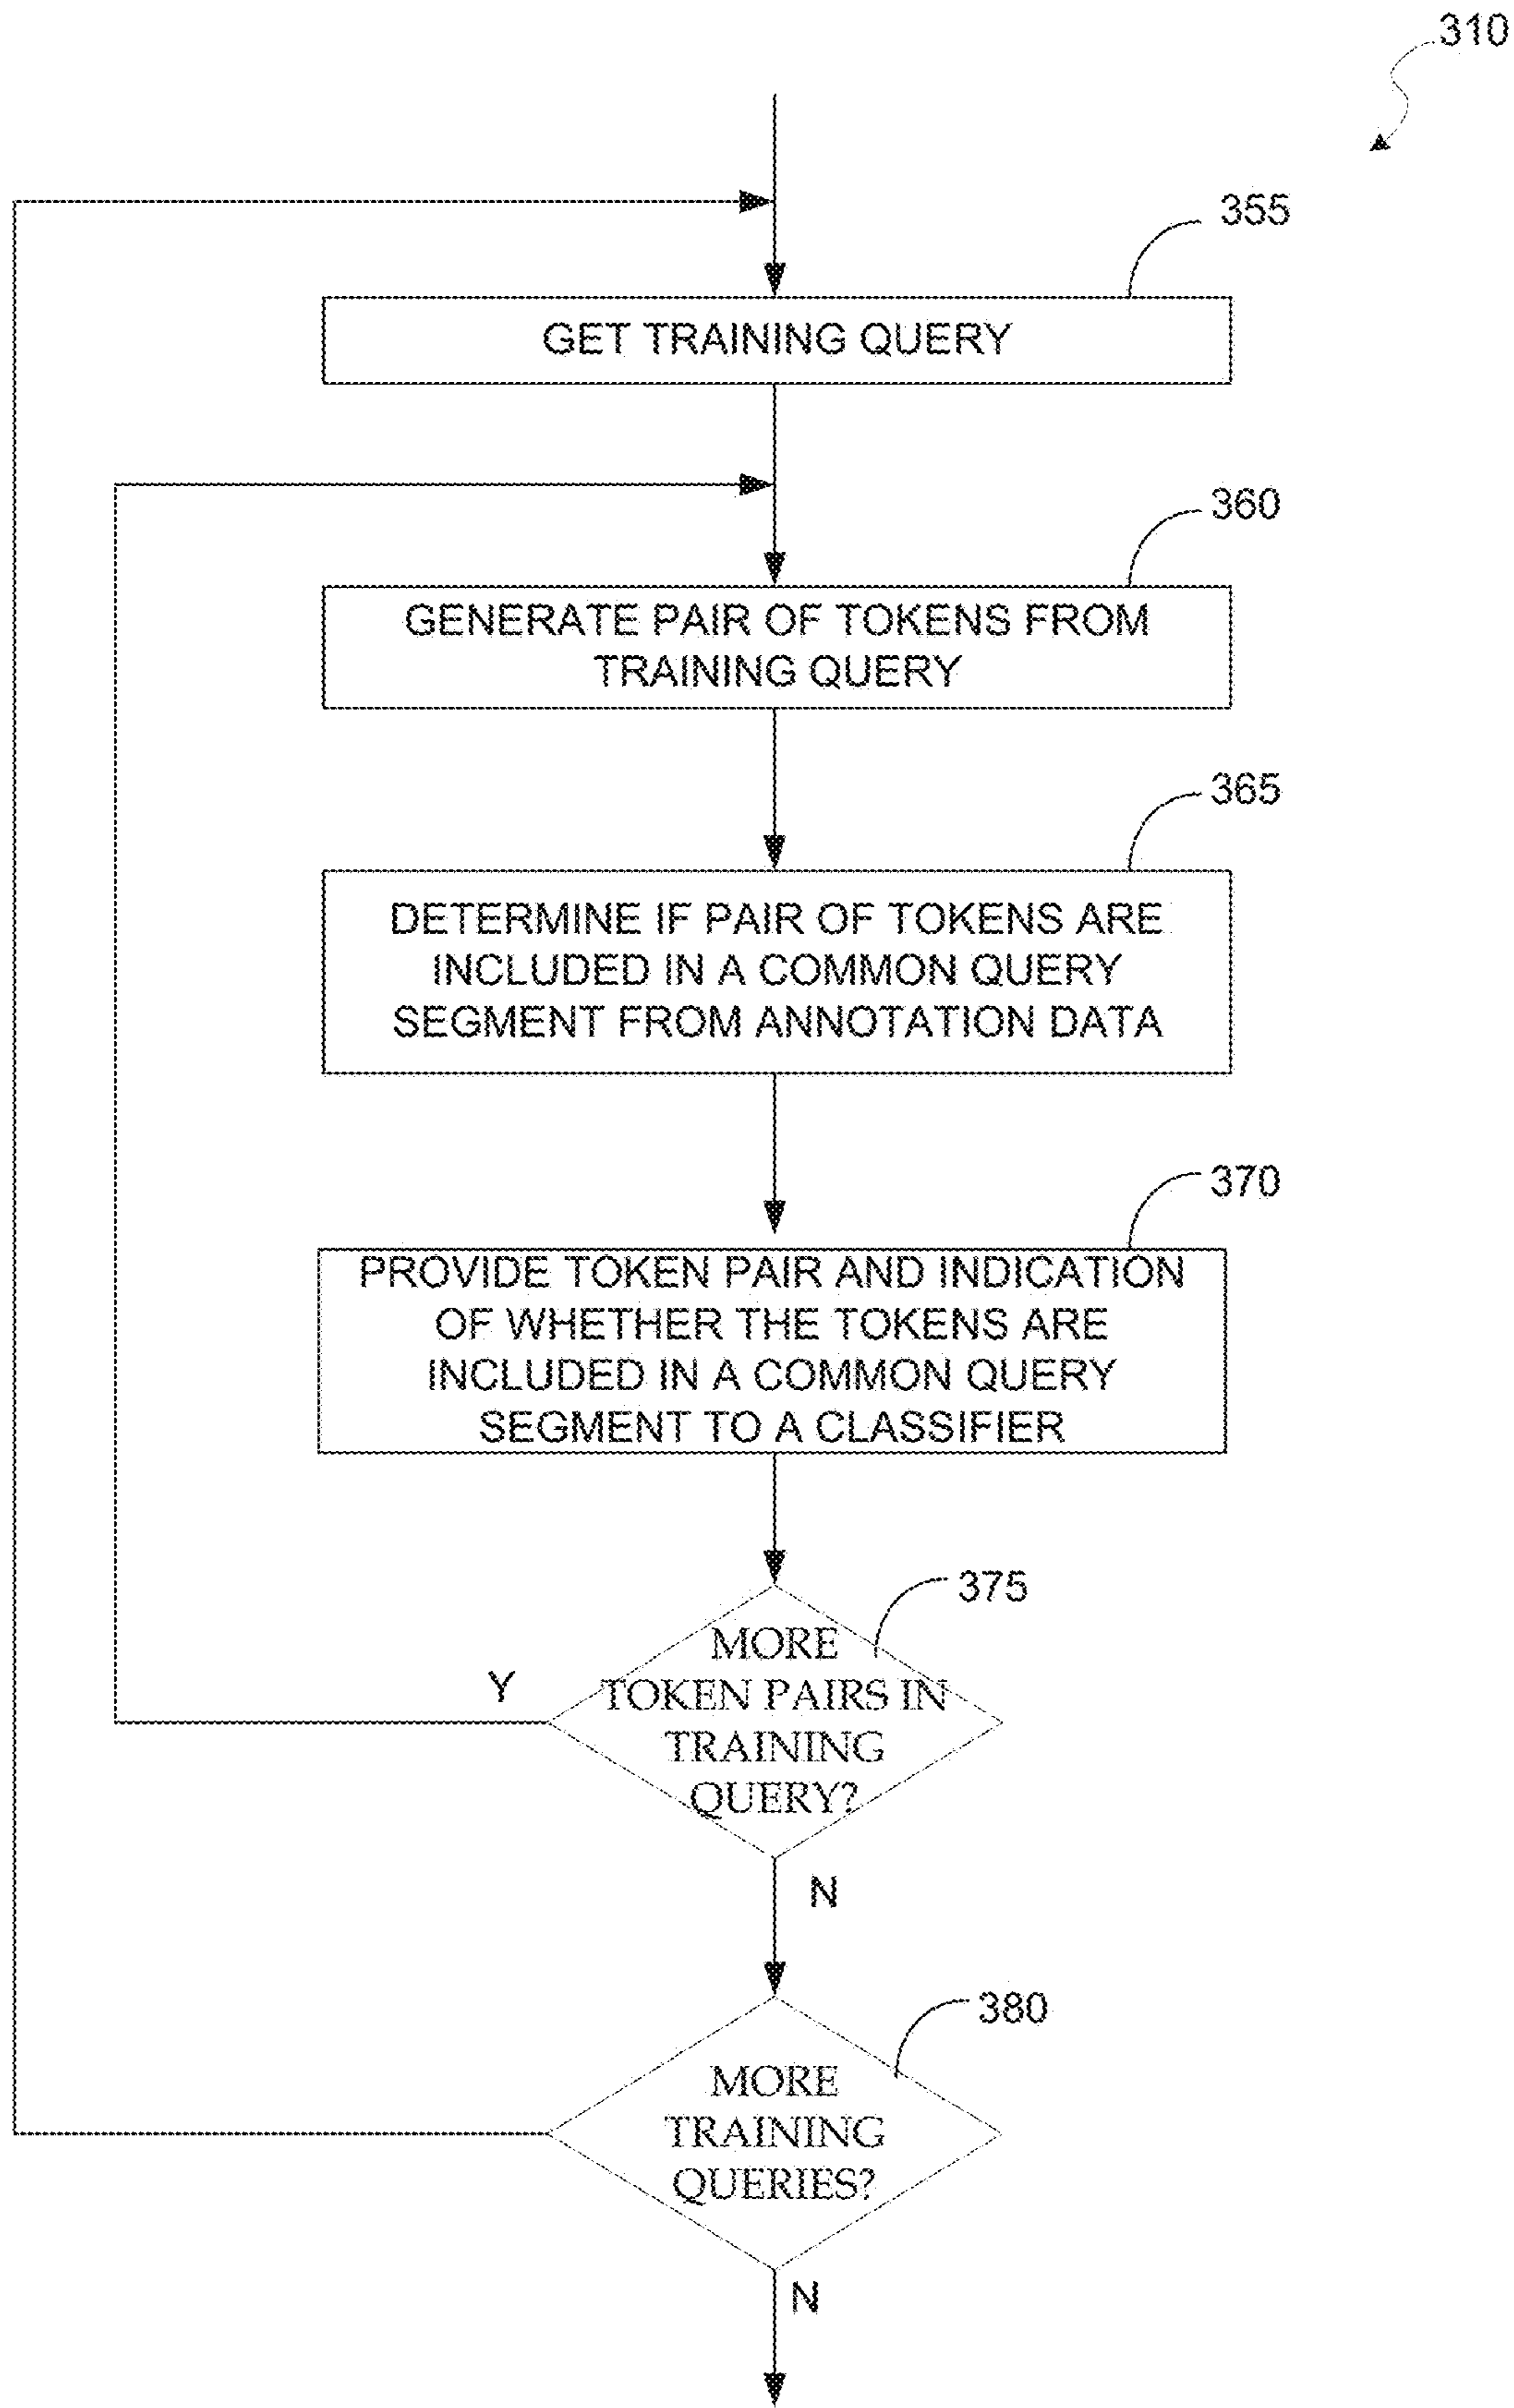 310
355
GET TRAINING QUERY
360
GENERATE PAIR OF TOKENS FROM
TRAINING QUERY
365
DETERMINE IF PAIR OF TOKENS ARE
INCLUDED IN A COMMON QUERY
SEGMENT FROM ANNOTATION DATA
370
PROVIDE TOKEN PAIR AND INDICATION
OF WHETHER THE TOKENS ARE
INCLUDED IN A COMMON QUERY
SEGMENT TO A CLASSIFIER
375
MORE
TOKEN PAIRS IN
TRAINING
QUERY?
Y
N
380
MORE
TRAINING
QUERIES?
N